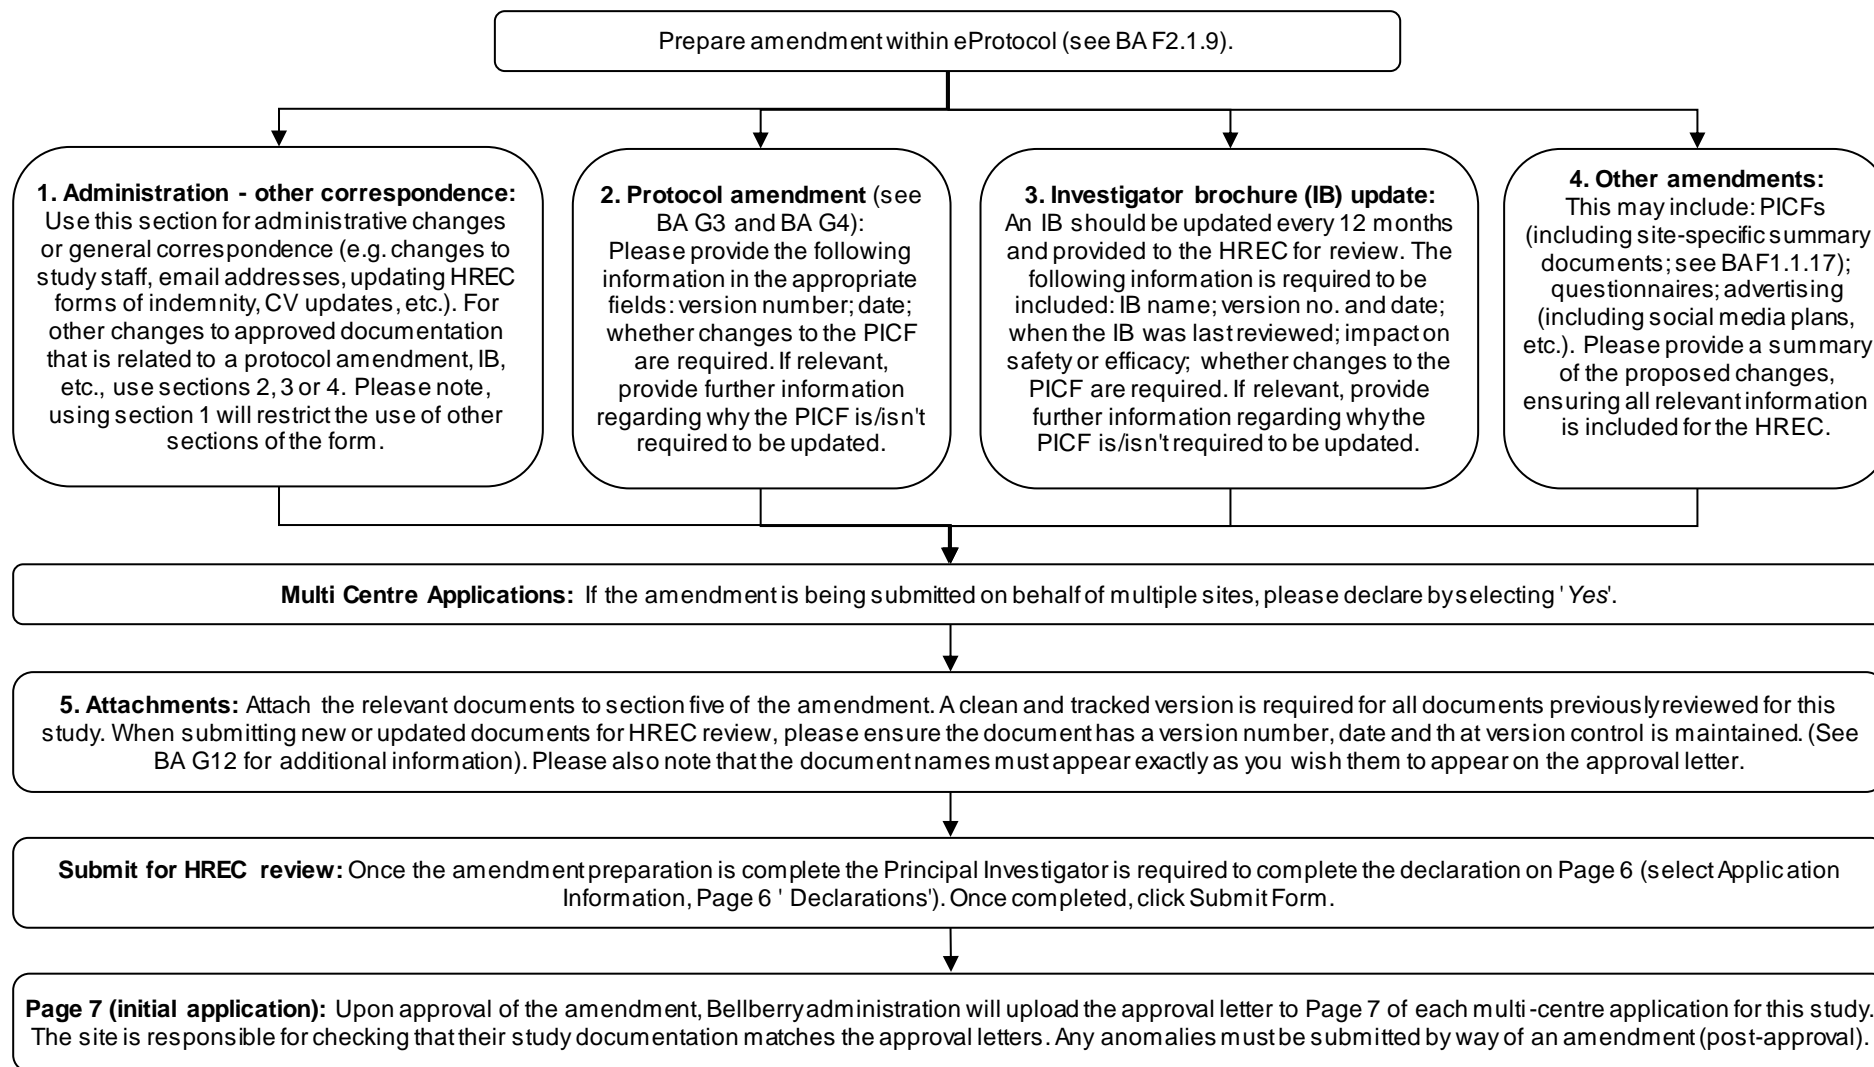 Prepare amendment within eProtocol (see BA F2.1.9).
1. Administration - other correspondence:
Use this section for administrative changes
or general correspondence (e.g. changes to
study staff, email addresses, updating HREC
forms of indemnity, CV updates, etc.). For
other changes to approved documentation
that is related to a protocol amendment, IB,
etc., use sections 2, 3 or 4. Please note,
using section 1 will restrict the use of other
sections of the form.
2. Protocol amendment (see
BA G3 and BA G4):
Please provide the following
information in the appropriate
fields: version number; date;
whether changes to the PICF
are required. If relevant,
provide further information
regarding why the PICF is/isn't
required to be updated.
3. Investigator brochure (IB) update:
An IB should be updated every 12 months
and provided to the HREC for review. The
following information is required to be
included: IB name; version no. and date;
when the IB was last reviewed; impact on
safety or efficacy; whether changes to the
PICF are required. If relevant, provide
further information regarding why the
PICF is/isn't required to be updated.
4. Other amendments:
This may include: PICFs
(including site-specific summary
documents; see BA F1.1.17);
questionnaires; advertising
(including social media plans,
etc.). Please provide a summary
of the proposed changes,
ensuring all relevant information
is included for the HREC.
Multi Centre Applications: If the amendment is being submitted on behalf of multiple sites, please declare by selecting 'Yes'.
5. Attachments: Attach the relevant documents to section five of the amendment. A clean and tracked version is required for all documents previously reviewed for this
study. When submitting new or updated documents for HREC review, please ensure the document has a version number, date and that version control is maintained. (See
BA G12 for additional information). Please also note that the document names must appear exactly as you wish them to appear on the approval letter.
Submit for HREC review: Once the amendment preparation is complete the Principal Investigator is required to complete the declaration on Page 6 (select Application
Information, Page 6 ' Declarations'). Once completed, click Submit Form.
Page 7 (initial application): Upon approval of the amendment, Bellberry administration will upload the approval letter to Page 7 of each multi-centre application for this study.
The site is responsible for checking that their study documentation matches the approval letters. Any anomalies must be submitted by way of an amendment (post-approval).